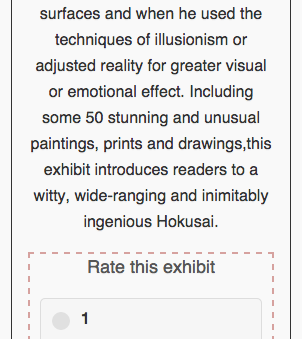 surfaces and when he used the
techniques of illusionism or
adjusted reality for greater visual
or emotional effect. Including
some 50 stunning and unusual
paintings, prints and drawings,this
exhibit introduces readers to a
witty, wide-ranging and inimitably
ingenious Hokusai.
Rate this exhibit
1